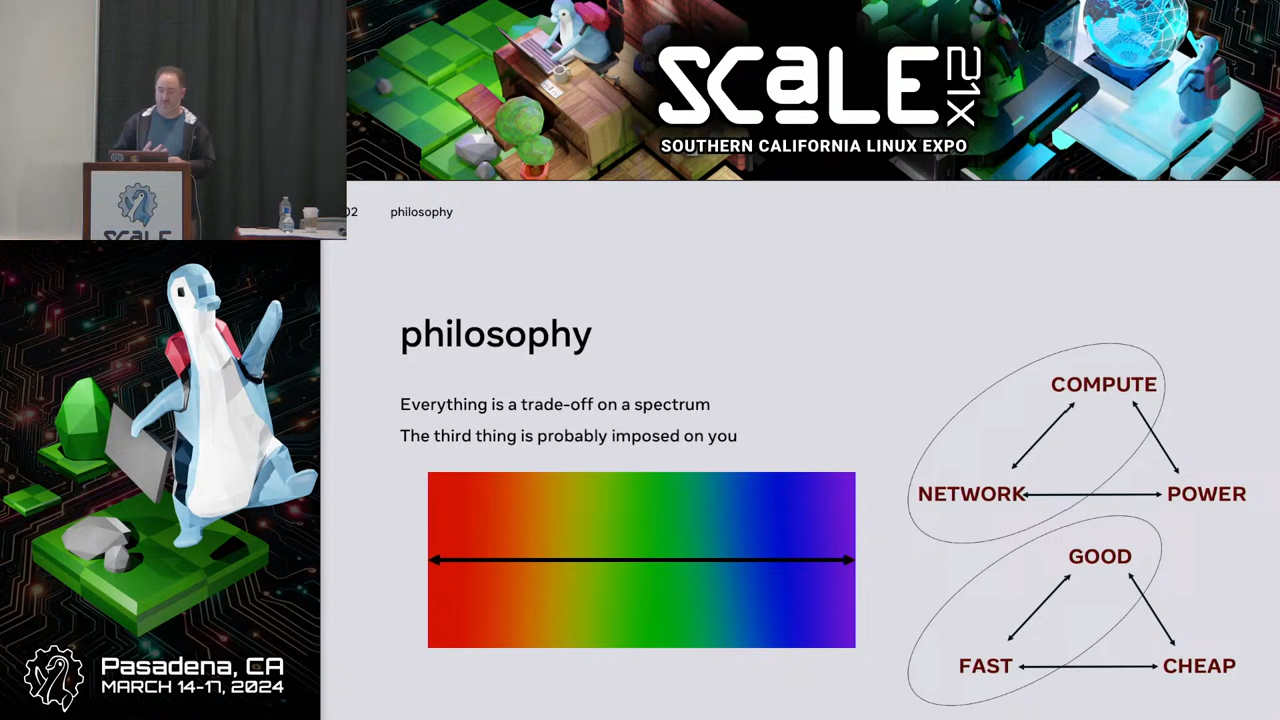 SCaLE 21X
SOUTHERN CALIFORNIA LINUX EXPO
SCALE
02 philosophy
philosophy
Everything is a trade-off on a spectrum
The third thing is probably imposed on you
COMPUTE
NETWORK
POWER
GOOD
FAST
CHEAP
Pasadena, CA
MARCH 14-17, 2024